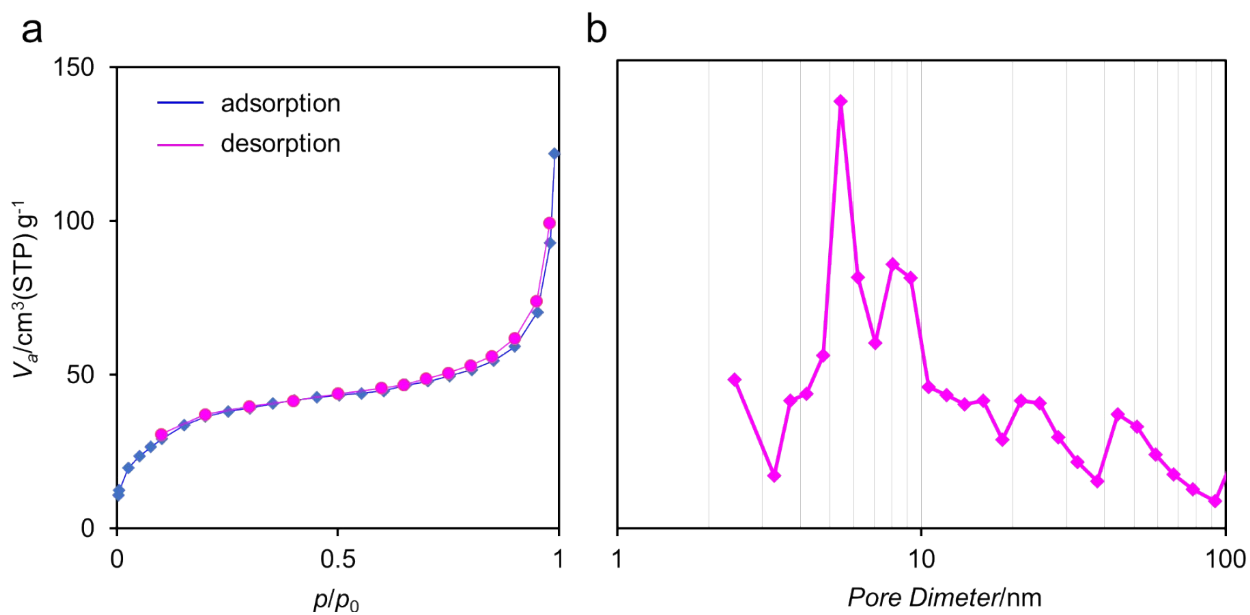 a
150
100
50
0
adsorption
desorption
Va/cm³(STP) g⁻¹
0
0.5
1
p/p₀
b
1
10
100
Pore Dimeter/nm